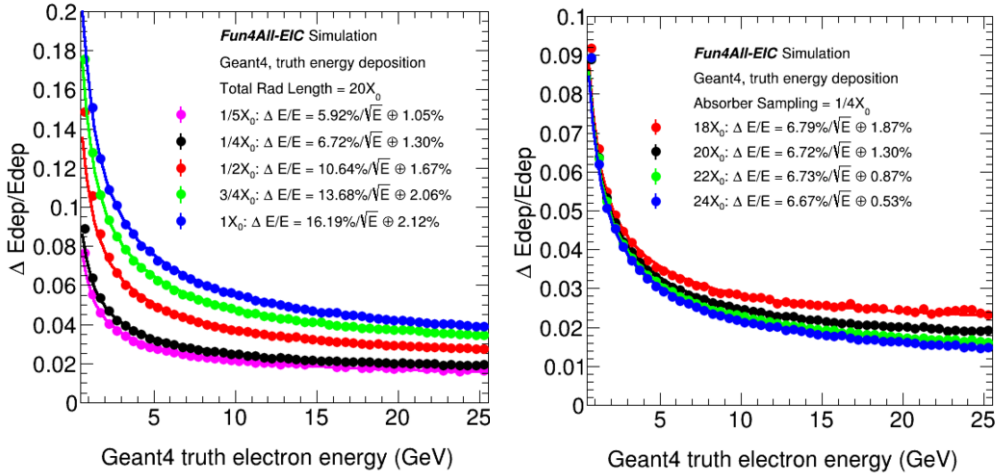 0.2
0.18
0.16
0.14
0.12
0.1
0.08
0.06
0.04
0.02
0
Δ Edep/Edep
Fun4All-EIC Simulation
Geant4, truth energy deposition
Total Rad Length = 20X₀
1/5X₀: Δ E/E = 5.92%/√E ⊕ 1.05%
1/4X₀: Δ E/E = 6.72%/√E ⊕ 1.30%
1/2X₀: Δ E/E = 10.64%/√E ⊕ 1.67%
3/4X₀: Δ E/E = 13.68%/√E ⊕ 2.06%
1X₀: Δ E/E = 16.19%/√E ⊕ 2.12%
5 10 15 20 25
Geant4 truth electron energy (GeV)
0.1
0.09
0.08
0.07
0.06
0.05
0.04
0.03
0.02
0.01
0
Δ Edep/Edep
Fun4All-EIC Simulation
Geant4, truth energy deposition
Absorber Sampling = 1/4X₀
18X₀: Δ E/E = 6.79%/√E ⊕ 1.87%
20X₀: Δ E/E = 6.72%/√E ⊕ 1.30%
22X₀: Δ E/E = 6.73%/√E ⊕ 0.87%
24X₀: Δ E/E = 6.67%/√E ⊕ 0.53%
5 10 15 20 25
Geant4 truth electron energy (GeV)